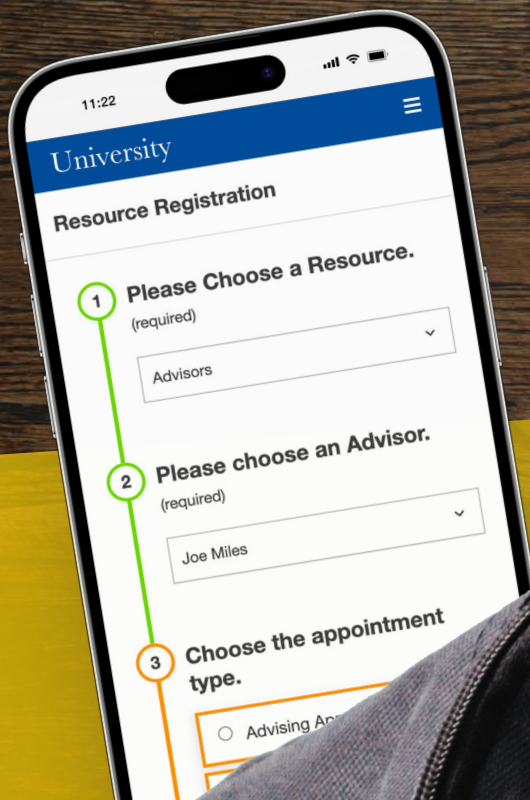 11:22
University
Resource Registration
1 Please Choose a Resource.
(required)
Advisors
2 Please choose an Advisor.
(required)
Joe Miles
3 Choose the appointment
type.
Advising